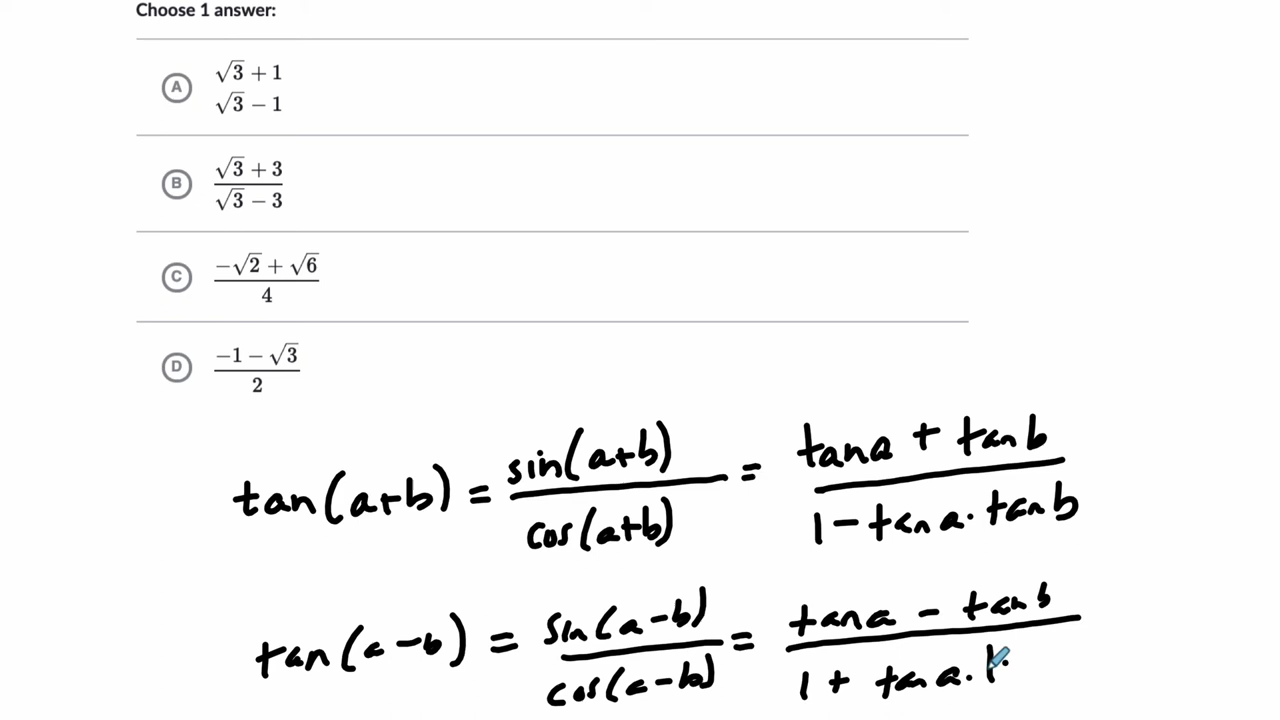 Choose 1 answer:
A
√3 + 1
√3 − 1
B
√3 + 3
√3 − 3
C
−√2 + √6
4
D
−1 − √3
2
tan(a+b) = sin(a+b) / cos(a+b) = tana + tanb / 1 − tana · tanb
tan(a−b) = sin(a−b) / cos(a−b) = tana − tanb / 1 + tana ·